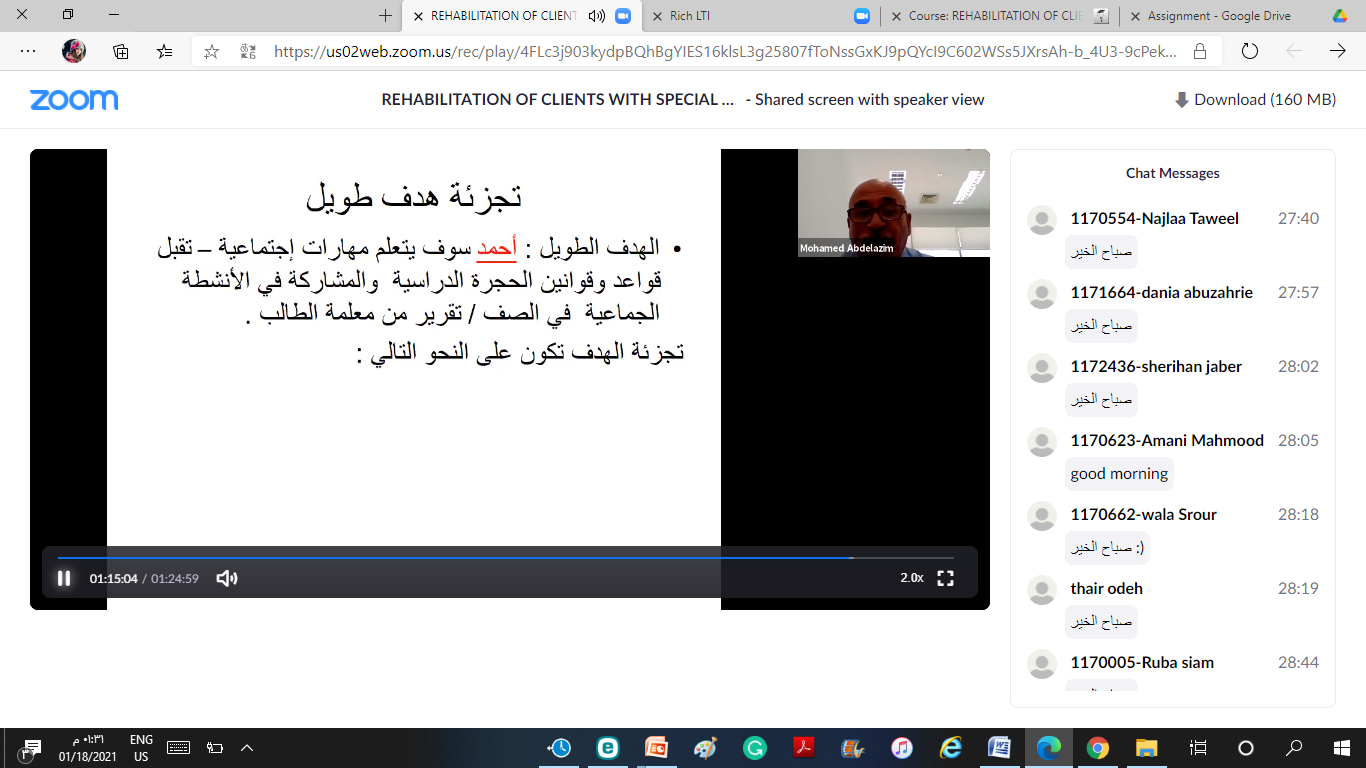 REHABILITATION OF CLIENT
Rich LTI
Course: REHABILITATION OF CLIE
Assignment - Google Drive
https://us02web.zoom.us/rec/play/4FLc3j903kydpBQhBgYIES16klsL3g25807fToNssGxKJ9pQYcI9C602WSs5JXrsAh-b_4U3-9cPek...
zoom
REHABILITATION OF CLIENTS WITH SPECIAL ... - Shared screen with speaker view
Download (160 MB)
تجزئة هدف طويل
• الهدف الطويل : أحمد سوف يتعلم مهارات إجتماعية – تقبل
قواعد وقوانين الحجرة الدراسية والمشاركة في الأنشطة
الجماعية في الصف / تقرير من معلمة الطالب .
تجزئة الهدف تكون على النحو التالي :
Mohamed Abdelazim
01:15:04 / 01:24:59
2.0x
Chat Messages
1170554-Najlaa Taweel 27:40
صباح الخير
1171664-dania abuzahrie 27:57
صباح الخير
1172436-sherihan jaber 28:02
صباح الخير
1170623-Amani Mahmood 28:05
good morning
1170662-wala Srour 28:18
صباح الخير :)
thair odeh 28:19
صباح الخير
1170005-Ruba siam 28:44
٠١:٣١ م
01/18/2021
ENG
US